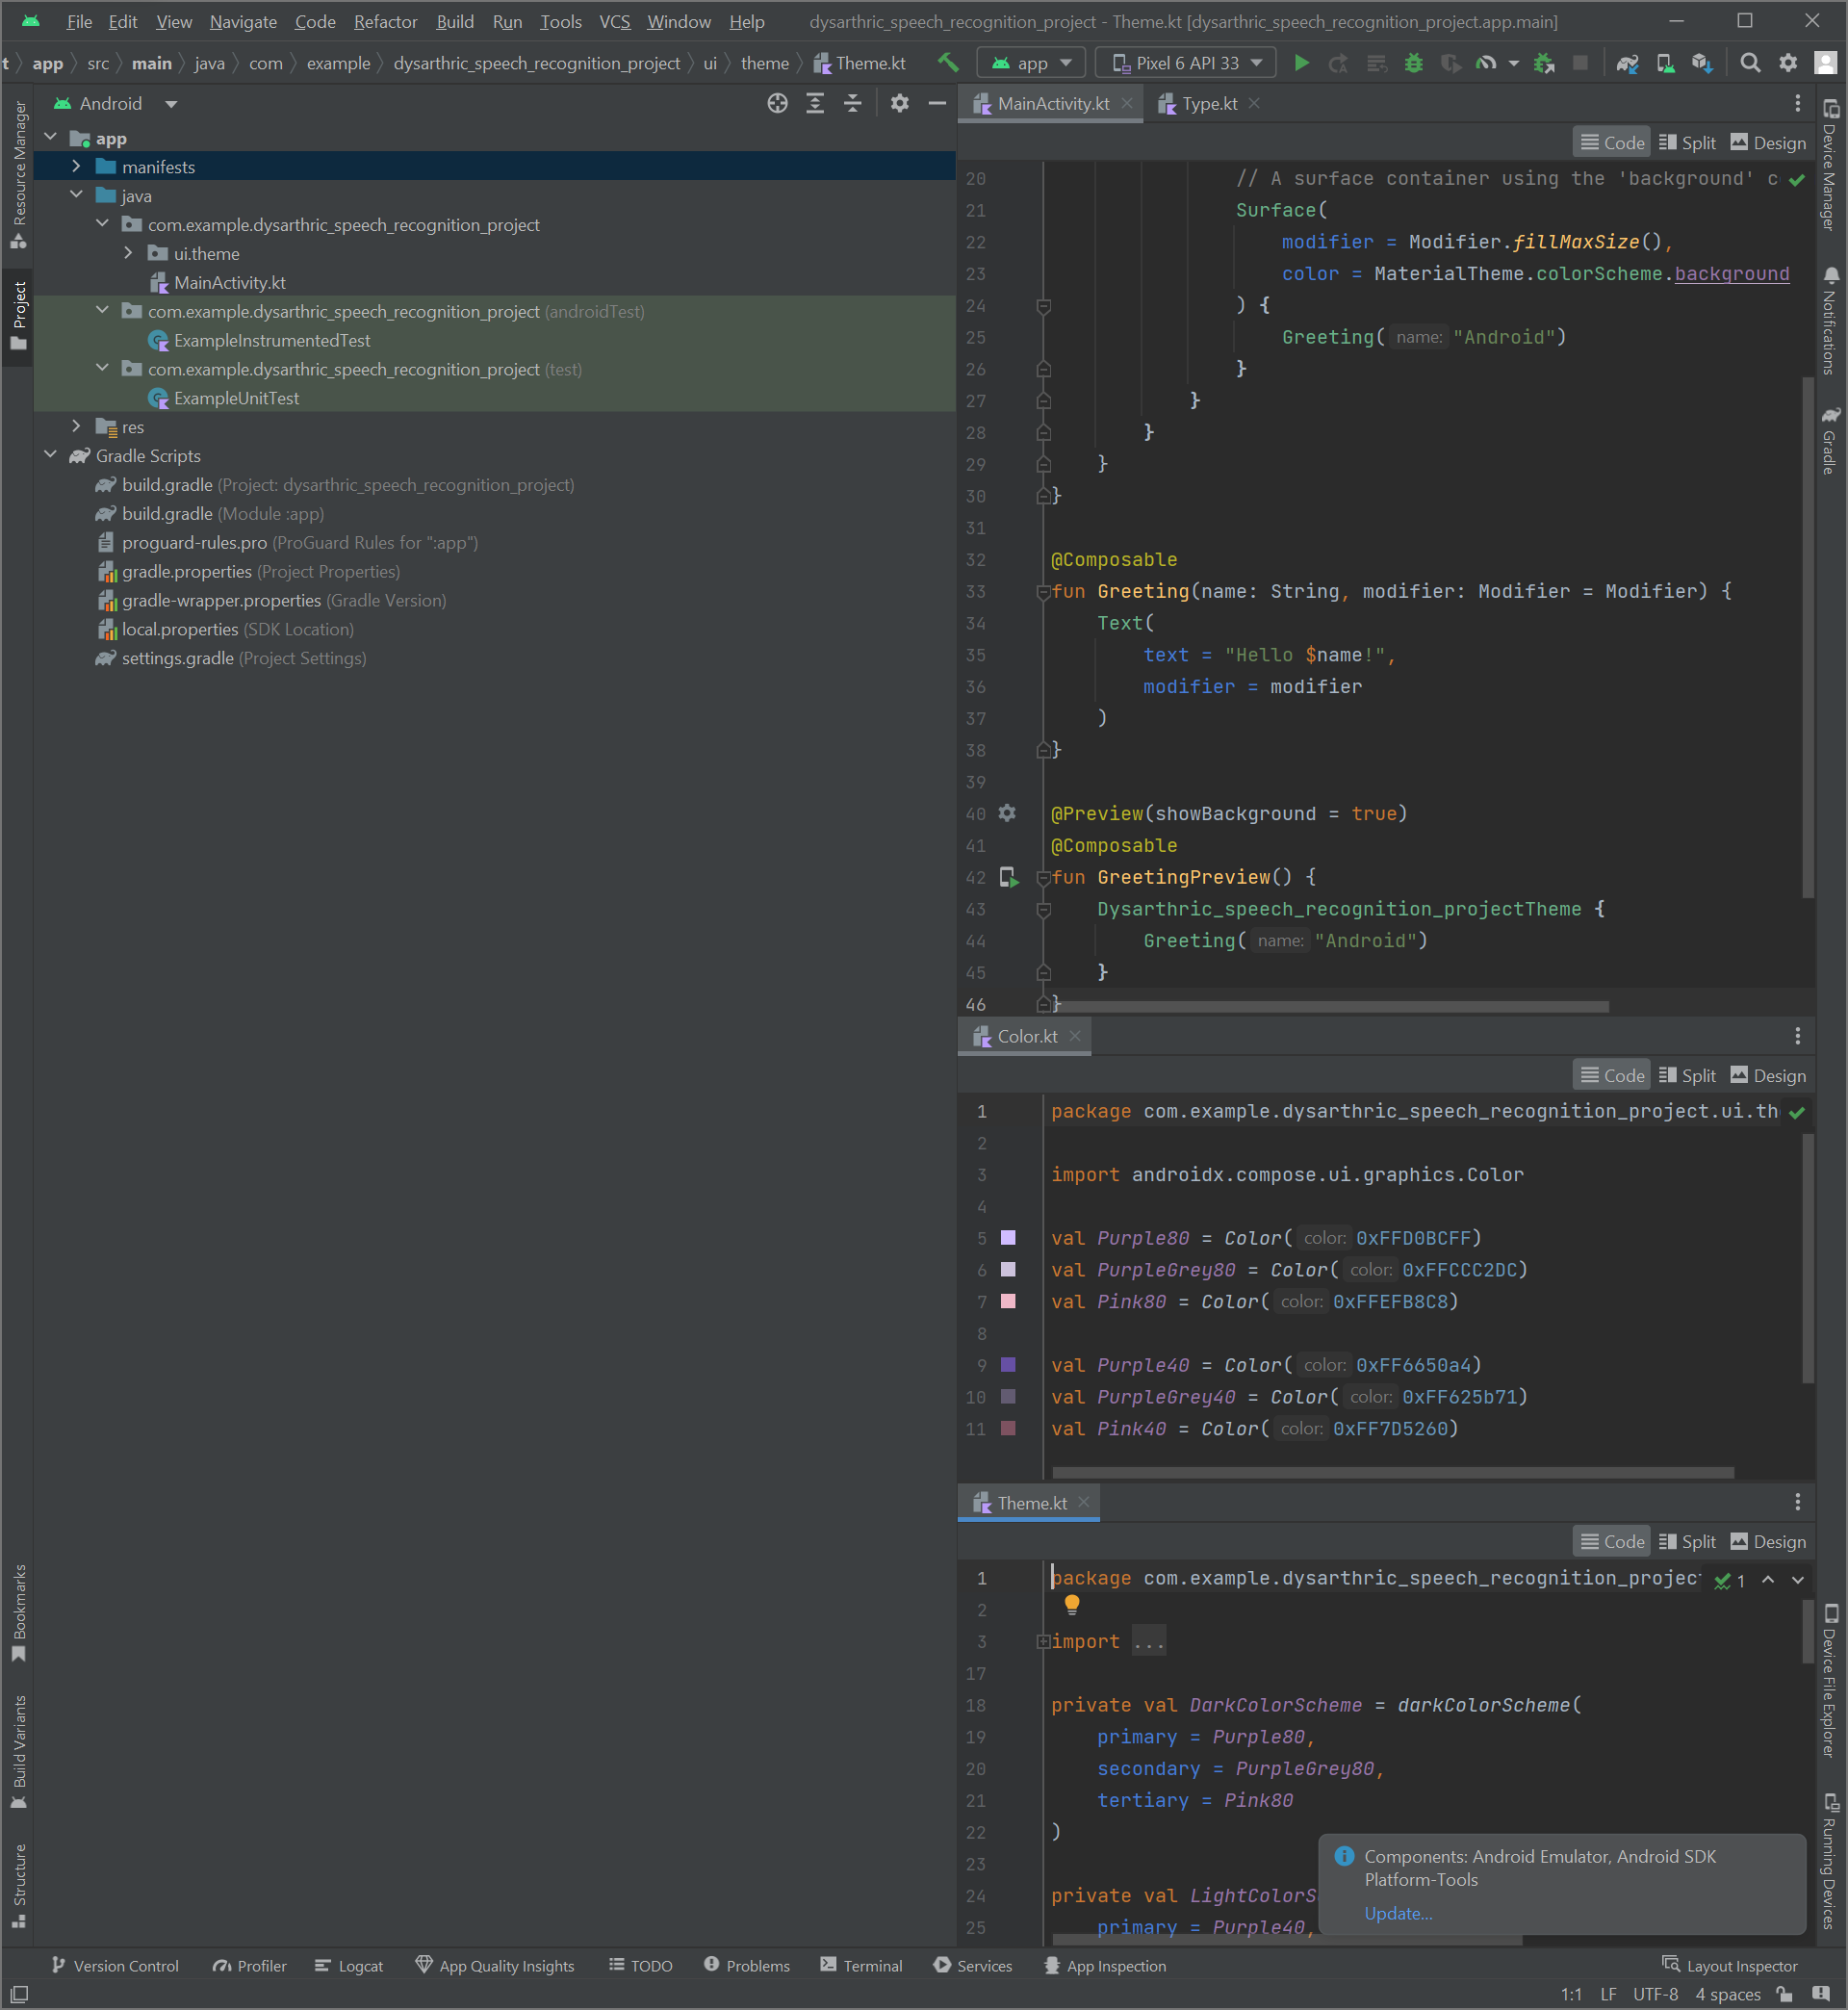 File Edit View Navigate Code Refactor Build Run Tools VCS Window Help dysarthric_speech_recognition_project - Theme.kt [dysarthric_speech_recognition_project.app.main]
t app src main java com example dysarthric_speech_recognition_project ui theme Theme.kt app Pixel 6 API 33
Resource Manager
Project
Bookmarks
Build Variants
Structure
Android
app
manifests
java
com.example.dysarthric_speech_recognition_project
ui.theme
MainActivity.kt
com.example.dysarthric_speech_recognition_project (androidTest)
ExampleInstrumentedTest
com.example.dysarthric_speech_recognition_project (test)
ExampleUnitTest
res
Gradle Scripts
build.gradle (Project: dysarthric_speech_recognition_project)
build.gradle (Module :app)
proguard-rules.pro (ProGuard Rules for ":app")
gradle.properties (Project Properties)
gradle-wrapper.properties (Gradle Version)
local.properties (SDK Location)
settings.gradle (Project Settings)
MainActivity.kt Type.kt
Code Split Design
20 // A surface container using the 'background' c
21 Surface(
22 modifier = Modifier.fillMaxSize(),
23 color = MaterialTheme.colorScheme.background
24 ) {
25 Greeting( name: "Android")
26 }
27 }
28 }
29 }
30 }
31
32 @Composable
33 fun Greeting(name: String, modifier: Modifier = Modifier) {
34 Text(
35 text = "Hello $name!",
36 modifier = modifier
37 )
38 }
39
40 @Preview(showBackground = true)
41 @Composable
42 fun GreetingPreview() {
43 Dysarthric_speech_recognition_projectTheme {
44 Greeting( name: "Android")
45 }
46 }
Color.kt
Code Split Design
1 package com.example.dysarthric_speech_recognition_project.ui.th
2
3 import androidx.compose.ui.graphics.Color
4
5 val Purple80 = Color( color: 0xFFD0BCFF)
6 val PurpleGrey80 = Color( color: 0xFFCCC2DC)
7 val Pink80 = Color( color: 0xFFEFB8C8)
8
9 val Purple40 = Color( color: 0xFF6650a4)
10 val PurpleGrey40 = Color( color: 0xFF625b71)
11 val Pink40 = Color( color: 0xFF7D5260)
Theme.kt
Code Split Design
1 package com.example.dysarthric_speech_recognition_projec 1
2
3 import ...
17
18 private val DarkColorScheme = darkColorScheme(
19 primary = Purple80,
20 secondary = PurpleGrey80,
21 tertiary = Pink80
22 )
23
24 private val LightColorS
25 primary = Purple40,
Components: Android Emulator, Android SDK
Platform-Tools
Update...
Device Manager
Notifications
Gradle
Device File Explorer
Running Devices
Version Control Profiler Logcat App Quality Insights TODO Problems Terminal Services App Inspection Layout Inspector
1:1 LF UTF-8 4 spaces